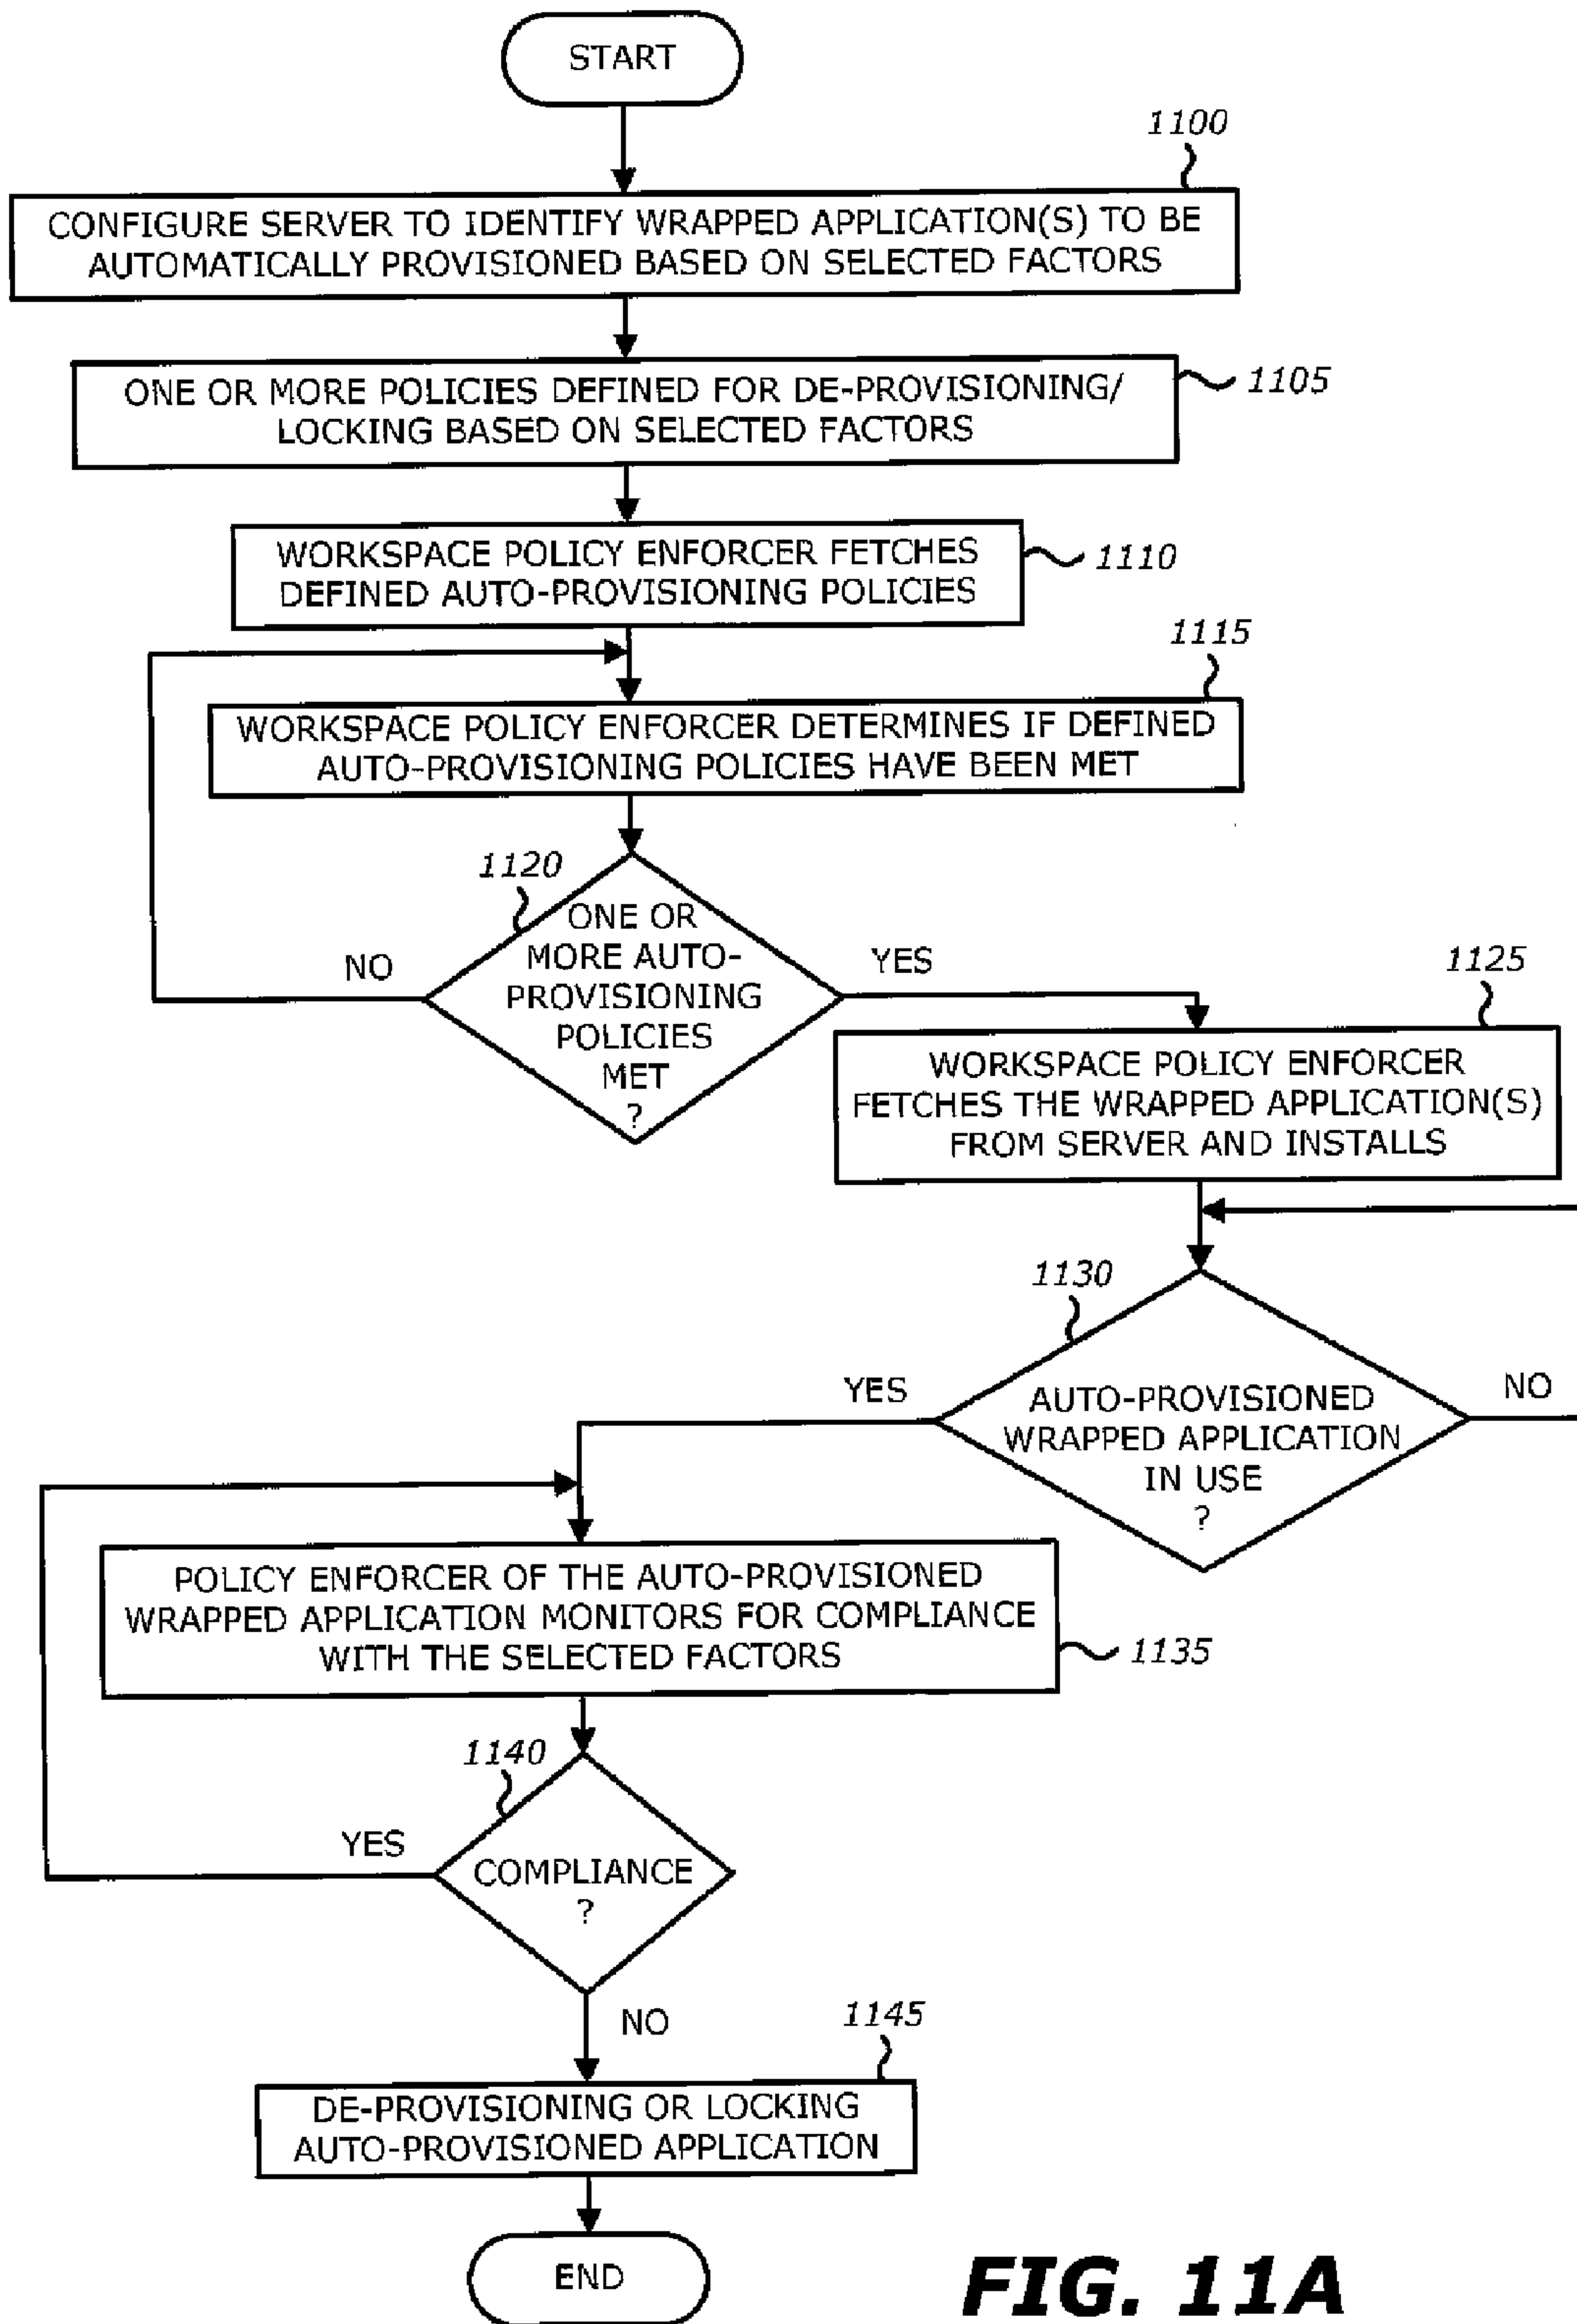 START
1100
CONFIGURE SERVER TO IDENTIFY WRAPPED APPLICATION(S) TO BE
AUTOMATICALLY PROVISIONED BASED ON SELECTED FACTORS
ONE OR MORE POLICIES DEFINED FOR DE-PROVISIONING/
LOCKING BASED ON SELECTED FACTORS
1105
WORKSPACE POLICY ENFORCER FETCHES
DEFINED AUTO-PROVISIONING POLICIES
1110
1115
WORKSPACE POLICY ENFORCER DETERMINES IF DEFINED
AUTO-PROVISIONING POLICIES HAVE BEEN MET
1120
ONE OR
MORE AUTO-
PROVISIONING
POLICIES
MET
?
NO
YES
1125
WORKSPACE POLICY ENFORCER
FETCHES THE WRAPPED APPLICATION(S)
FROM SERVER AND INSTALLS
1130
AUTO-PROVISIONED
WRAPPED APPLICATION
IN USE
?
YES
NO
POLICY ENFORCER OF THE AUTO-PROVISIONED
WRAPPED APPLICATION MONITORS FOR COMPLIANCE
WITH THE SELECTED FACTORS
1135
1140
COMPLIANCE
?
YES
NO
1145
DE-PROVISIONING OR LOCKING
AUTO-PROVISIONED APPLICATION
END
FIG. 11A